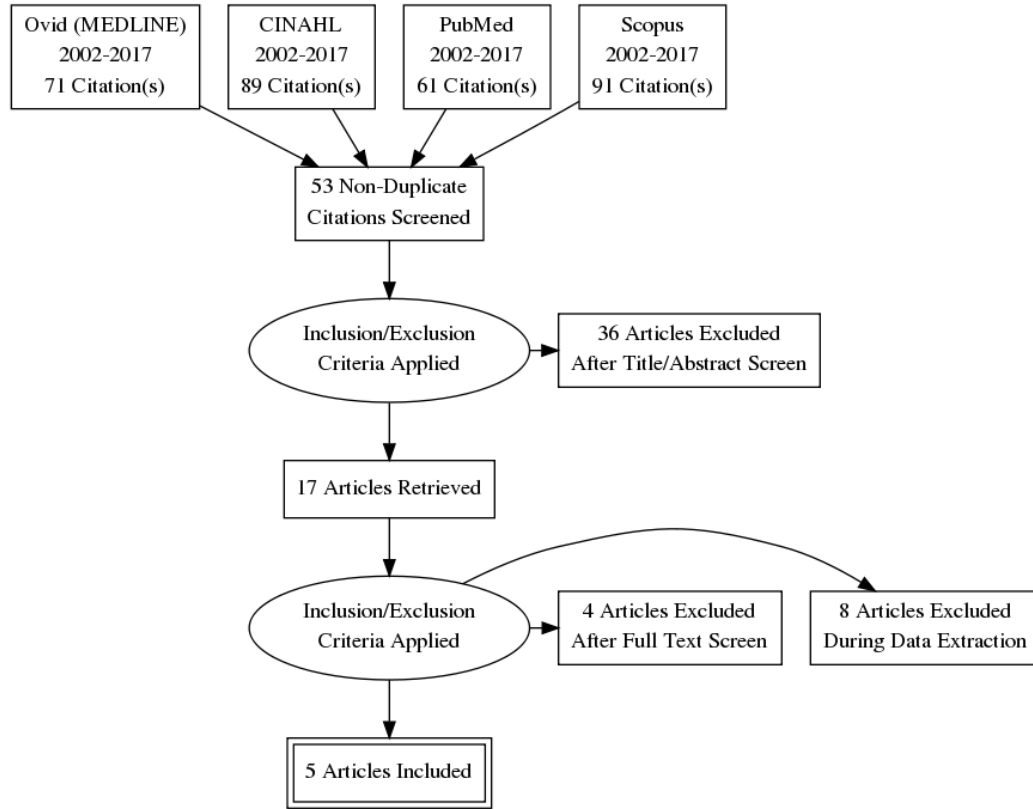 Ovid (MEDLINE)
2002-2017
71 Citation(s)
CINAHL
2002-2017
89 Citation(s)
PubMed
2002-2017
61 Citation(s)
Scopus
2002-2017
91 Citation(s)
53 Non-Duplicate
Citations Screened
Inclusion/Exclusion
Criteria Applied
36 Articles Excluded
After Title/Abstract Screen
17 Articles Retrieved
Inclusion/Exclusion
Criteria Applied
4 Articles Excluded
After Full Text Screen
8 Articles Excluded
During Data Extraction
5 Articles Included